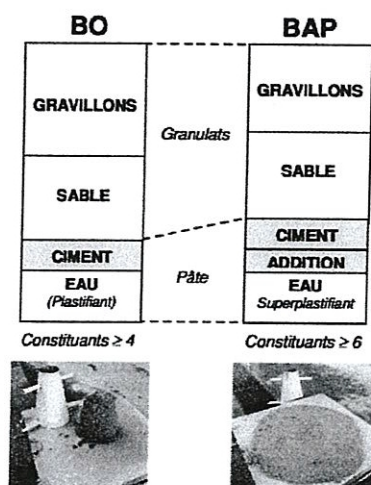 BO
BAP
GRAVILLONS
SABLE
CIMENT
EAU
(Plastifiant)
Granulats
Pâte
GRAVILLONS
SABLE
CIMENT
ADDITION
EAU
Superplastifiant
Constituants ≥ 4
Constituants ≥ 6